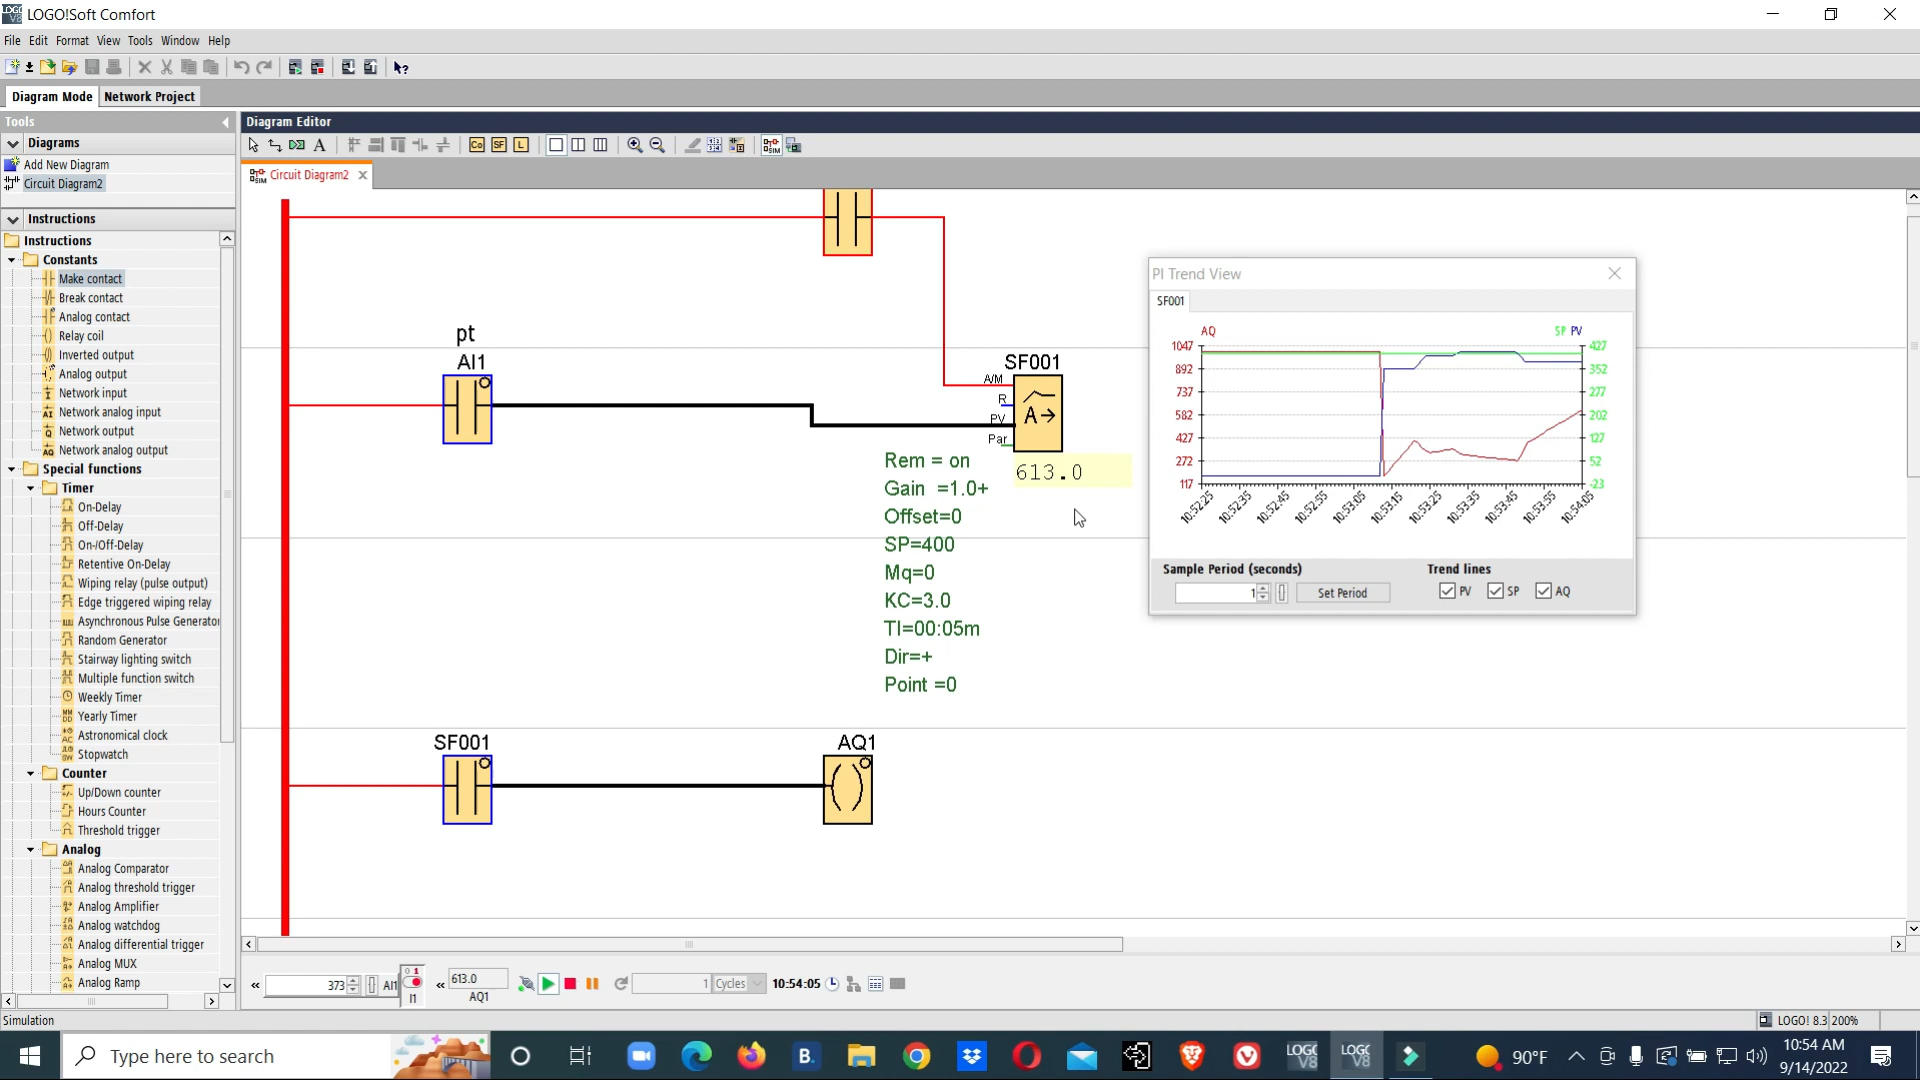 LOGO!Soft Comfort
File Edit Format View Tools Window Help
Diagram Mode Network Project
Tools
Diagrams
Add New Diagram
Circuit Diagram2
Instructions
Instructions
Constants
Make contact
Break contact
Analog contact
Relay coil
Inverted output
Analog output
Network input
Network analog input
Network output
Network analog output
Special functions
Timer
On-Delay
Off-Delay
On-/Off-Delay
Retentive On-Delay
Wiping relay (pulse output)
Edge triggered wiping relay
Asynchronous Pulse Generator
Random Generator
Stairway lighting switch
Multiple function switch
Weekly Timer
Yearly Timer
Astronomical clock
Stopwatch
Counter
Up/Down counter
Hours Counter
Threshold trigger
Analog
Analog Comparator
Analog threshold trigger
Analog Amplifier
Analog watchdog
Analog differential trigger
Analog MUX
Analog Ramp
Diagram Editor
Co SF L
Circuit Diagram2
pt
AI1
SF001
A/M
R
PV
Par
A→
613.0
Rem = on
Gain =1.0+
Offset=0
SP=400
Mq=0
KC=3.0
TI=00:05m
Dir=+
Point =0
SF001
AQ1
PI Trend View
SF001
AQ SP PV
1047 427
892 352
737 277
582 202
427 127
272 52
117 -23
10:52:25 10:52:35 10:52:45 10:52:55 10:53:05 10:53:15 10:53:25 10:53:35 10:53:45 10:53:55 10:54:05
Sample Period (seconds) Trend lines
1 Set Period PV SP AQ
373 AI1 I1 613.0 AQ1 1 Cycles 10:54:05
Simulation LOGO! 8.3 200%
Type here to search 90°F 10:54 AM
9/14/2022